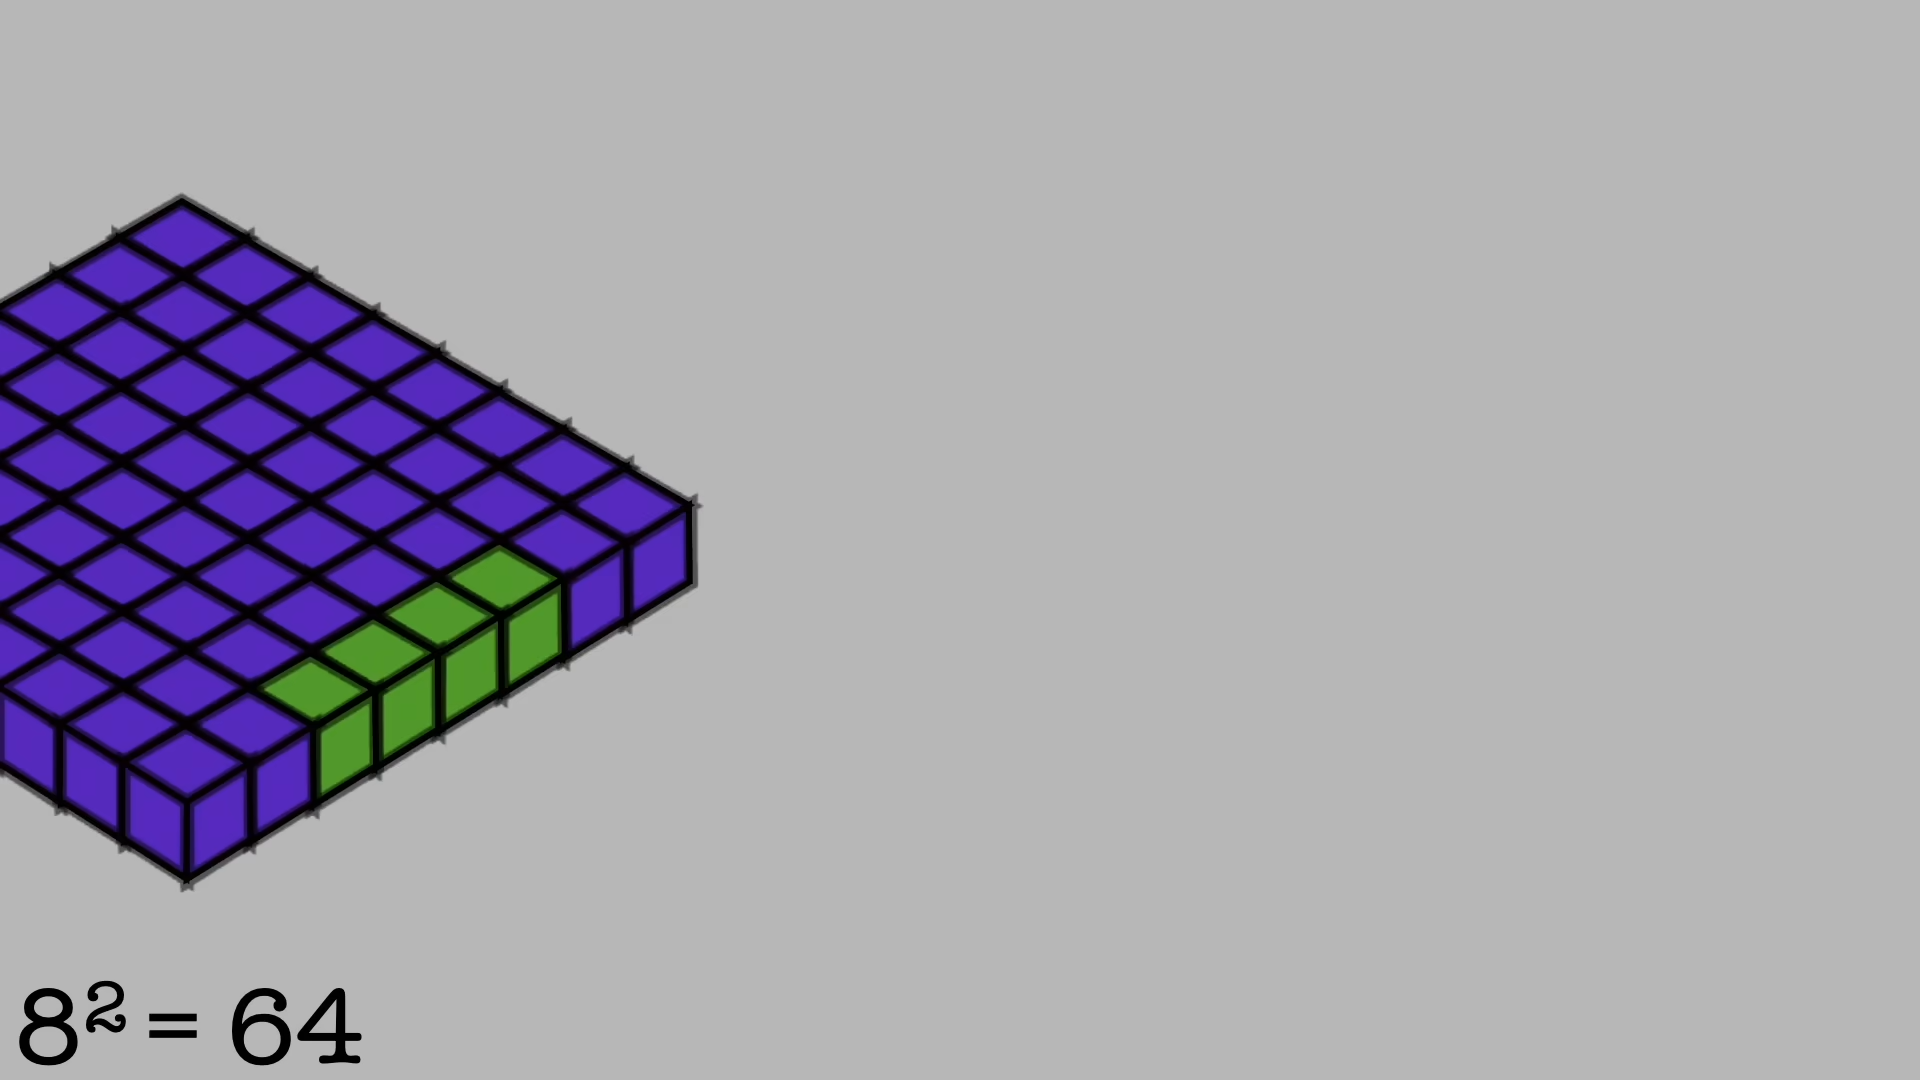 8² = 64